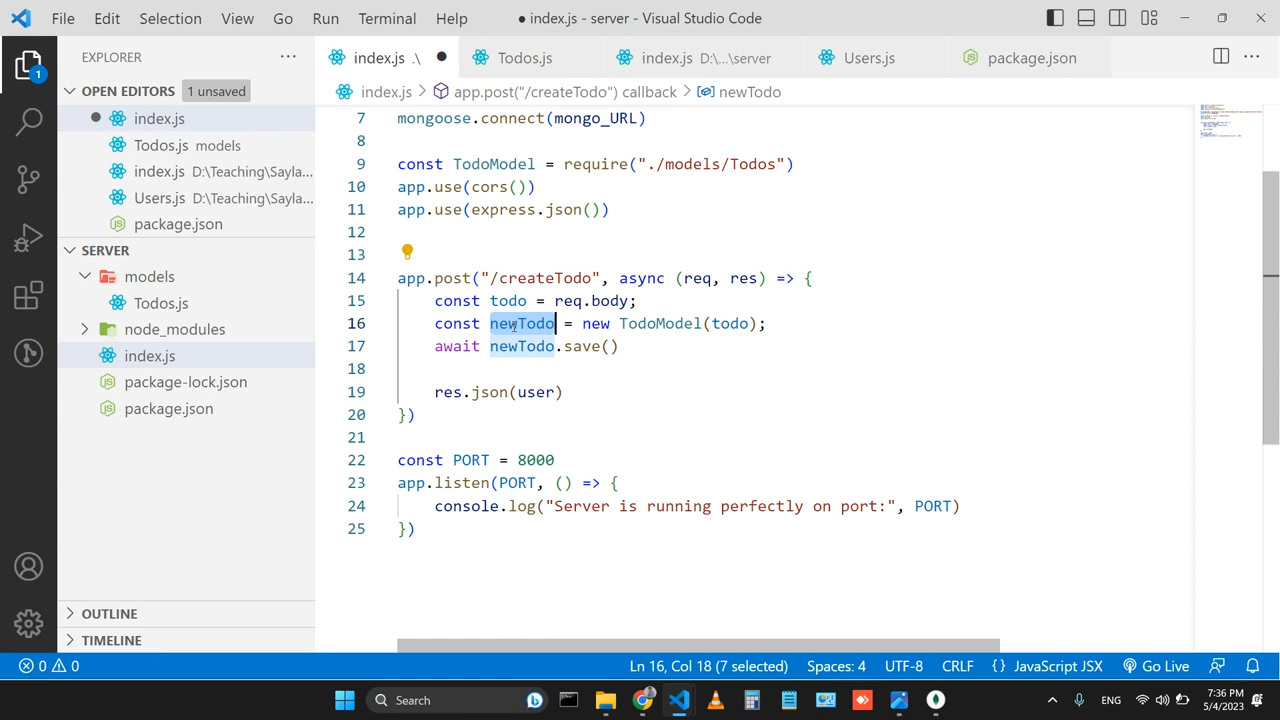 File Edit Selection View Go Run Terminal Help
● index.js - server - Visual Studio Code
EXPLORER
OPEN EDITORS 1 unsaved
index.js
Todos.js models
index.js D:\Teaching\Sayla...
Users.js D:\Teaching\Sayla...
package.json
SERVER
models
Todos.js
node_modules
index.js
package-lock.json
package.json
OUTLINE
TIMELINE
index.js .\ ● Todos.js index.js D:\...\server Users.js package.json
index.js > app.post("/createTodo") callback > newTodo
7 mongoose.connect(mongo_URL)
8
9 const TodoModel = require("./models/Todos")
10 app.use(cors())
11 app.use(express.json())
12
13
14 app.post("/createTodo", async (req, res) => {
15 const todo = req.body;
16 const newTodo = new TodoModel(todo);
17 await newTodo.save()
18
19 res.json(user)
20 })
21
22 const PORT = 8000
23 app.listen(PORT, () => {
24 console.log("Server is running perfectly on port:", PORT)
25 })
0 0 Ln 16, Col 18 (7 selected) Spaces: 4 UTF-8 CRLF {} JavaScript JSX Go Live
Search ENG 7:36 PM
5/4/2023
1